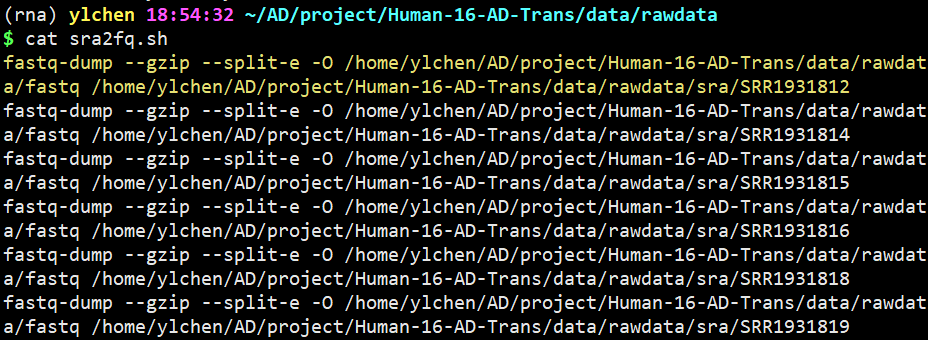 (rna) ylchen 18:54:32 ~/AD/project/Human-16-AD-Trans/data/rawdata
$ cat sra2fq.sh
fastq-dump --gzip --split-e -O /home/ylchen/AD/project/Human-16-AD-Trans/data/rawdat
a/fastq /home/ylchen/AD/project/Human-16-AD-Trans/data/rawdata/sra/SRR1931812
fastq-dump --gzip --split-e -O /home/ylchen/AD/project/Human-16-AD-Trans/data/rawdat
a/fastq /home/ylchen/AD/project/Human-16-AD-Trans/data/rawdata/sra/SRR1931814
fastq-dump --gzip --split-e -O /home/ylchen/AD/project/Human-16-AD-Trans/data/rawdat
a/fastq /home/ylchen/AD/project/Human-16-AD-Trans/data/rawdata/sra/SRR1931815
fastq-dump --gzip --split-e -O /home/ylchen/AD/project/Human-16-AD-Trans/data/rawdat
a/fastq /home/ylchen/AD/project/Human-16-AD-Trans/data/rawdata/sra/SRR1931816
fastq-dump --gzip --split-e -O /home/ylchen/AD/project/Human-16-AD-Trans/data/rawdat
a/fastq /home/ylchen/AD/project/Human-16-AD-Trans/data/rawdata/sra/SRR1931818
fastq-dump --gzip --split-e -O /home/ylchen/AD/project/Human-16-AD-Trans/data/rawdat
a/fastq /home/ylchen/AD/project/Human-16-AD-Trans/data/rawdata/sra/SRR1931819